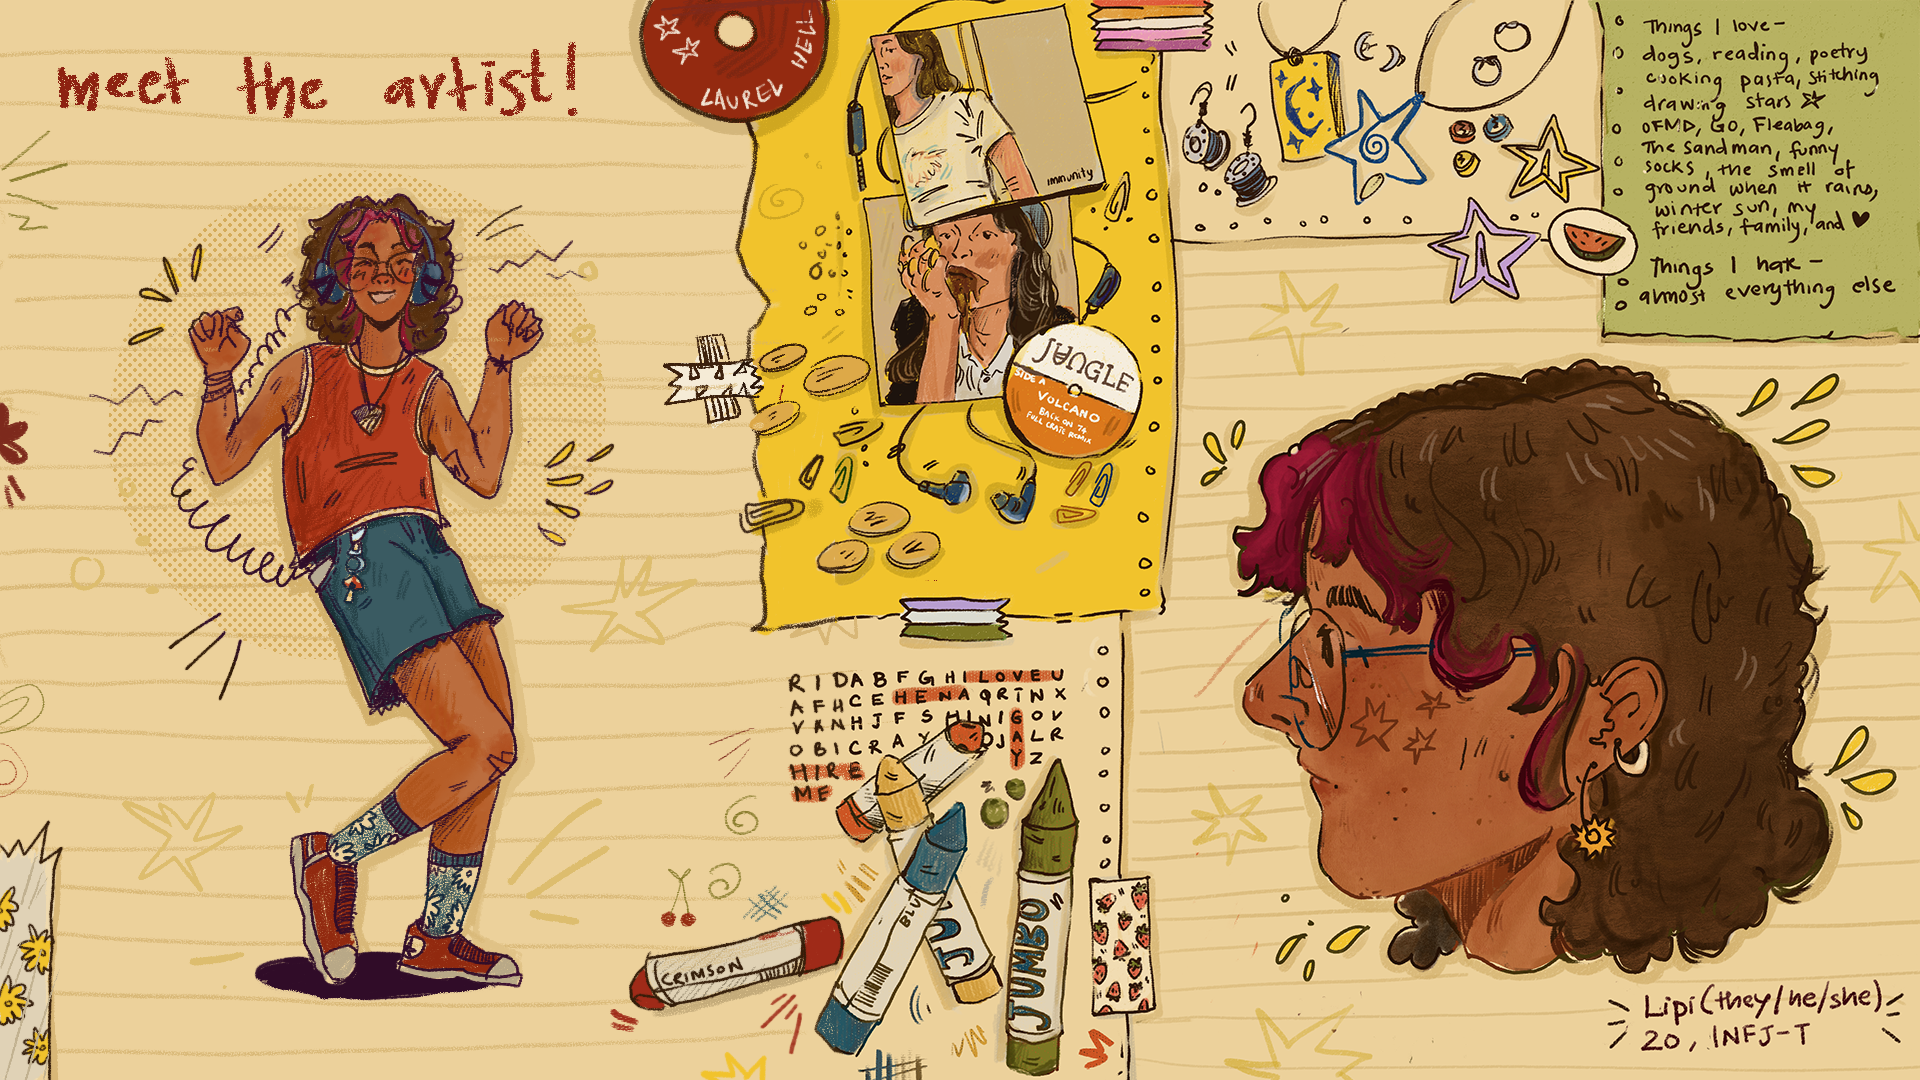 meet the artist!
LAUREL HELL
immunity
JUNGLE
SIDE A
VOLCANO
BACK ON 74
FULL CRATE REMIX
Things I love-
dogs, reading, poetry
cooking pasta, stitching
drawing stars ☆
OFMD, GO, Fleabag,
The Sandman, funny
socks, the smell of
ground when it rains,
winter sun, my
friends, family, and ♥
Things I hate -
almost everything else
R I D A B F G H I L O V E U
A F H C E H E N A Q R T N X
V A N H J F S H I N I G O V
O B I C R A Y O J A L R
H I R E Y Z
M E
CRIMSON
BLU
JU
JUMBO
Lipi (they/he/she)
20, INFJ-T